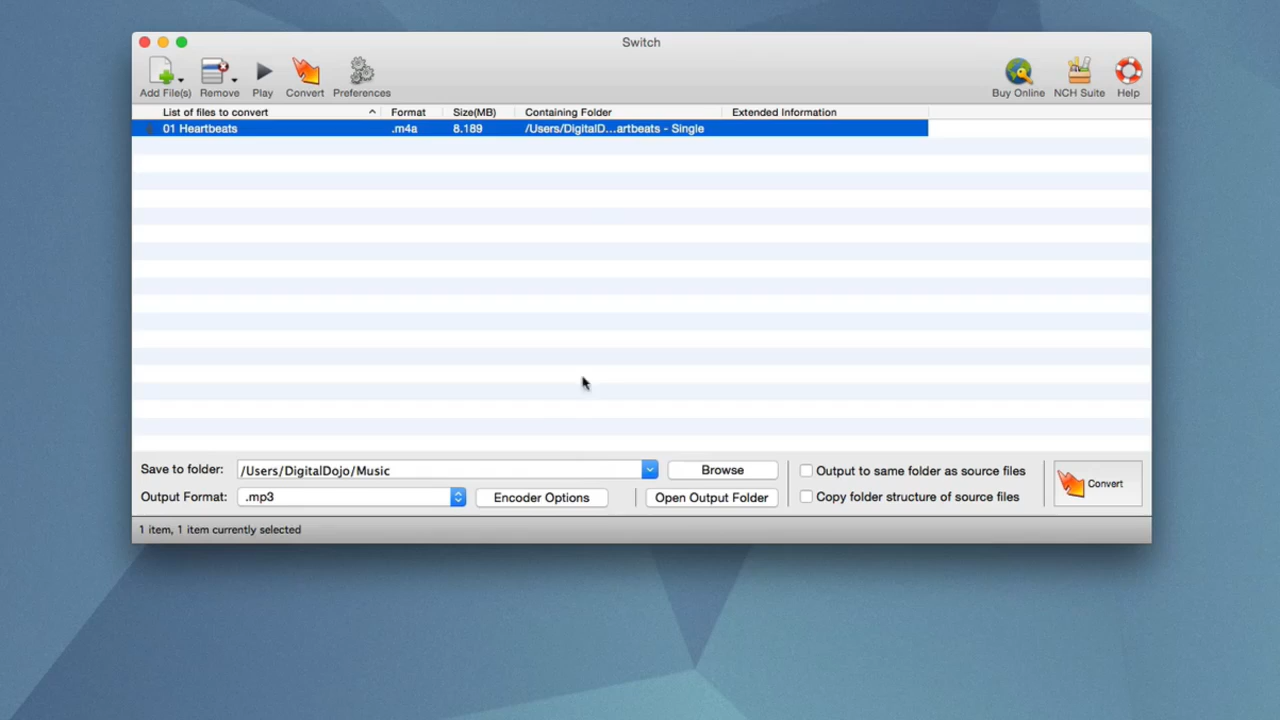 Switch
Add File(s) Remove Play Convert Preferences Buy Online NCH Suite Help
List of files to convert Format Size(MB) Containing Folder Extended Information
01 Heartbeats .m4a 8.189 /Users/DigitalD...artbeats - Single
Save to folder: /Users/DigitalDojo/Music Browse Output to same folder as source files
Convert
Output Format: .mp3 Encoder Options Open Output Folder Copy folder structure of source files
1 item, 1 item currently selected